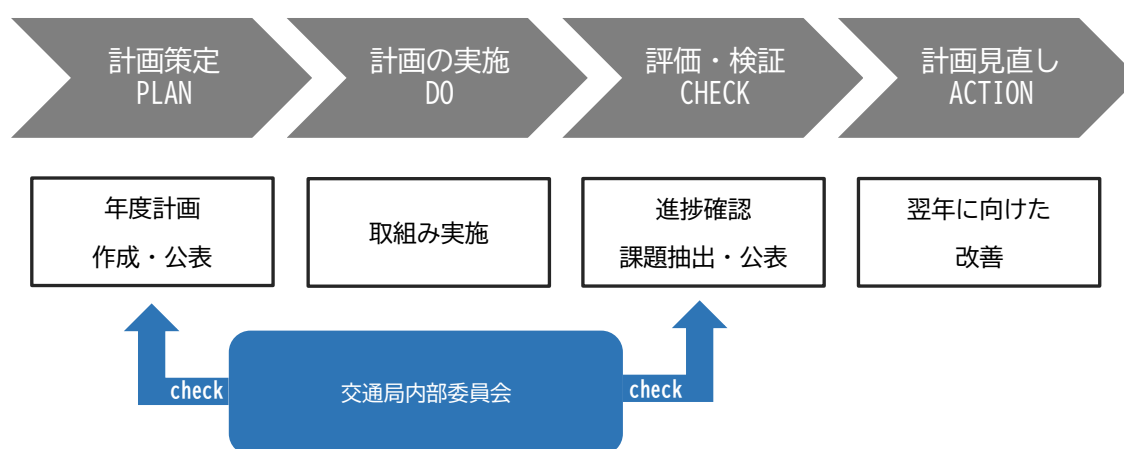 計画策定
PLAN
計画の実施
DO
評価・検証
CHECK
計画見直し
ACTION
年度計画
作成・公表
取組み実施
進捗確認
課題抽出・公表
翌年に向けた
改善
check
交通局内部委員会
check